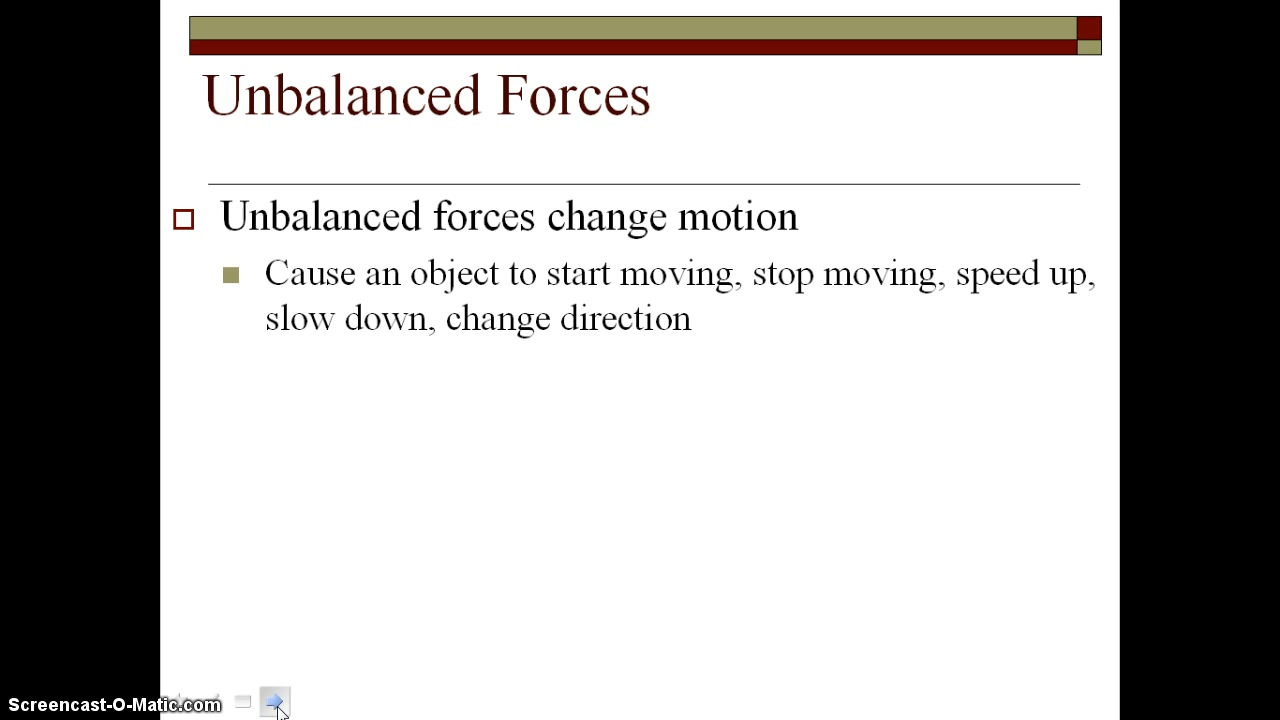 Unbalanced Forces
Unbalanced forces change motion
Cause an object to start moving, stop moving, speed up,
slow down, change direction
Screencast-O-Matic.com